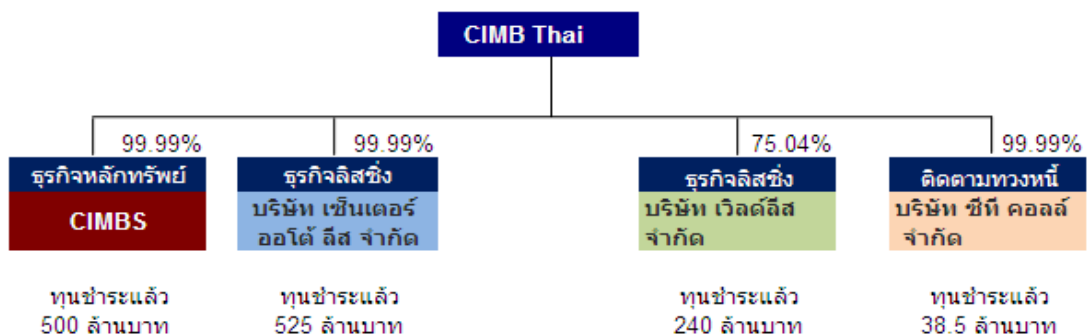 CIMB Thai
99.99%
99.99%
75.04%
99.99%
ธุรกิจหลักทรัพย์
ธุรกิจลิสซิ่ง
ธุรกิจลิสซิ่ง
ติดตามทวงหนี้
CIMBS
บริษัท เซ็นเตอร์
ออโต้ ลีส จำกัด
บริษัท เวิลด์ลีส
จำกัด
บริษัท ซีที คอลล์
จำกัด
ทุนชำระแล้ว
500 ล้านบาท
ทุนชำระแล้ว
525 ล้านบาท
ทุนชำระแล้ว
240 ล้านบาท
ทุนชำระแล้ว
38.5 ล้านบาท